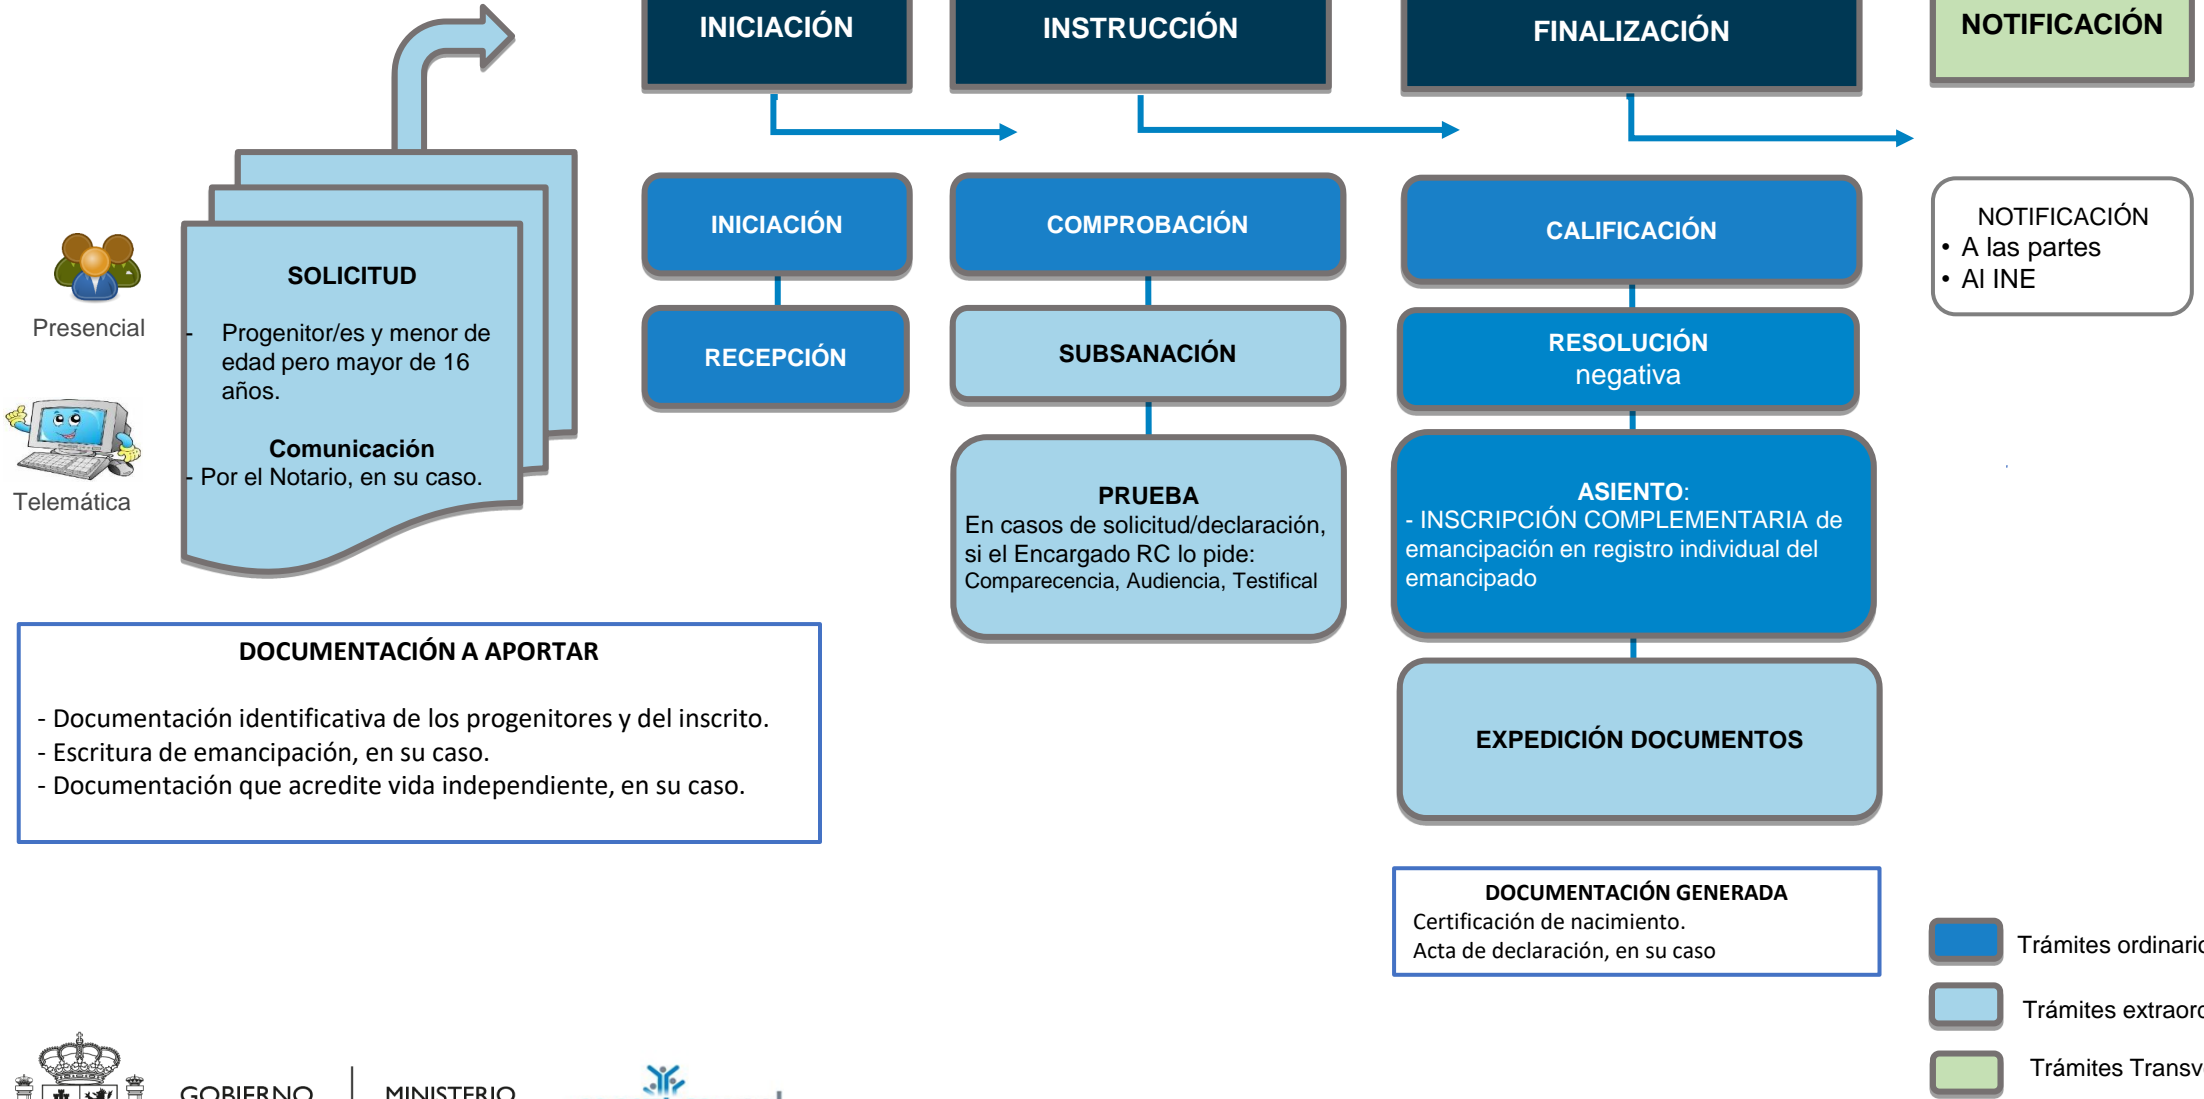 INICIACIÓN
INSTRUCCIÓN
FINALIZACIÓN
NOTIFICACIÓN
Presencial
Telemática
SOLICITUD
- Progenitor/es y menor de
edad pero mayor de 16
años.
Comunicación
- Por el Notario, en su caso.
INICIACIÓN
RECEPCIÓN
COMPROBACIÓN
SUBSANACIÓN
PRUEBA
En casos de solicitud/declaración,
si el Encargado RC lo pide:
Comparecencia, Audiencia, Testifical
CALIFICACIÓN
RESOLUCIÓN
negativa
ASIENTO:
- INSCRIPCIÓN COMPLEMENTARIA de
emancipación en registro individual del
emancipado
EXPEDICIÓN DOCUMENTOS
NOTIFICACIÓN
• A las partes
• Al INE
DOCUMENTACIÓN A APORTAR
- Documentación identificativa de los progenitores y del inscrito.
- Escritura de emancipación, en su caso.
- Documentación que acredite vida independiente, en su caso.
DOCUMENTACIÓN GENERADA
Certificación de nacimiento.
Acta de declaración, en su caso
Trámites
Trámites
Trámites
GOBIERNO
MINISTERIO